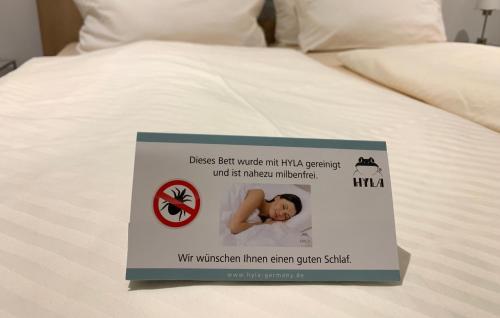 Dieses Bett wurde mit HYLA gereinigt
und ist nahezu milbenfrei.
HYLA
Wir wünschen Ihnen einen guten Schlaf.
www.hyla-germany.de